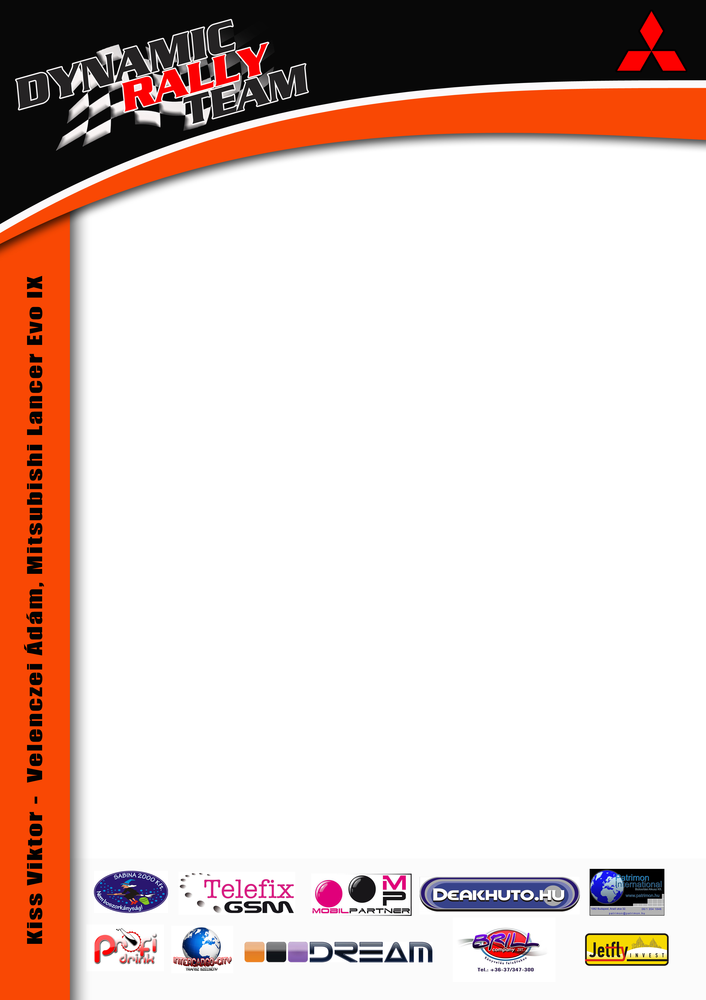 DYNAMIC
RALLY
TEAM
Kiss Viktor - Velenczei Ádám, Mitsubishi Lancer Evo IX
SABINA 2000 Kft.
Nem boszorkányság!
Telefix
GSM
MP
MOBILPARTNER
DEAKHUTO.HU
Patrimon
International
Biztosítási Alkusz Kft.
www.patrimon.hu
1062 Budapest, Aradi utca 32. 06/1 354 1846
patrimon@patrimon.hu
Profi
drink
INTERCARGO-CITY
TRANSZ SZÉCSÉNY
DREAM
BRILL
company ZRT.
Könyvelés felsőfokon
Tel.: +36-37/347-300
Jetfly
INVEST